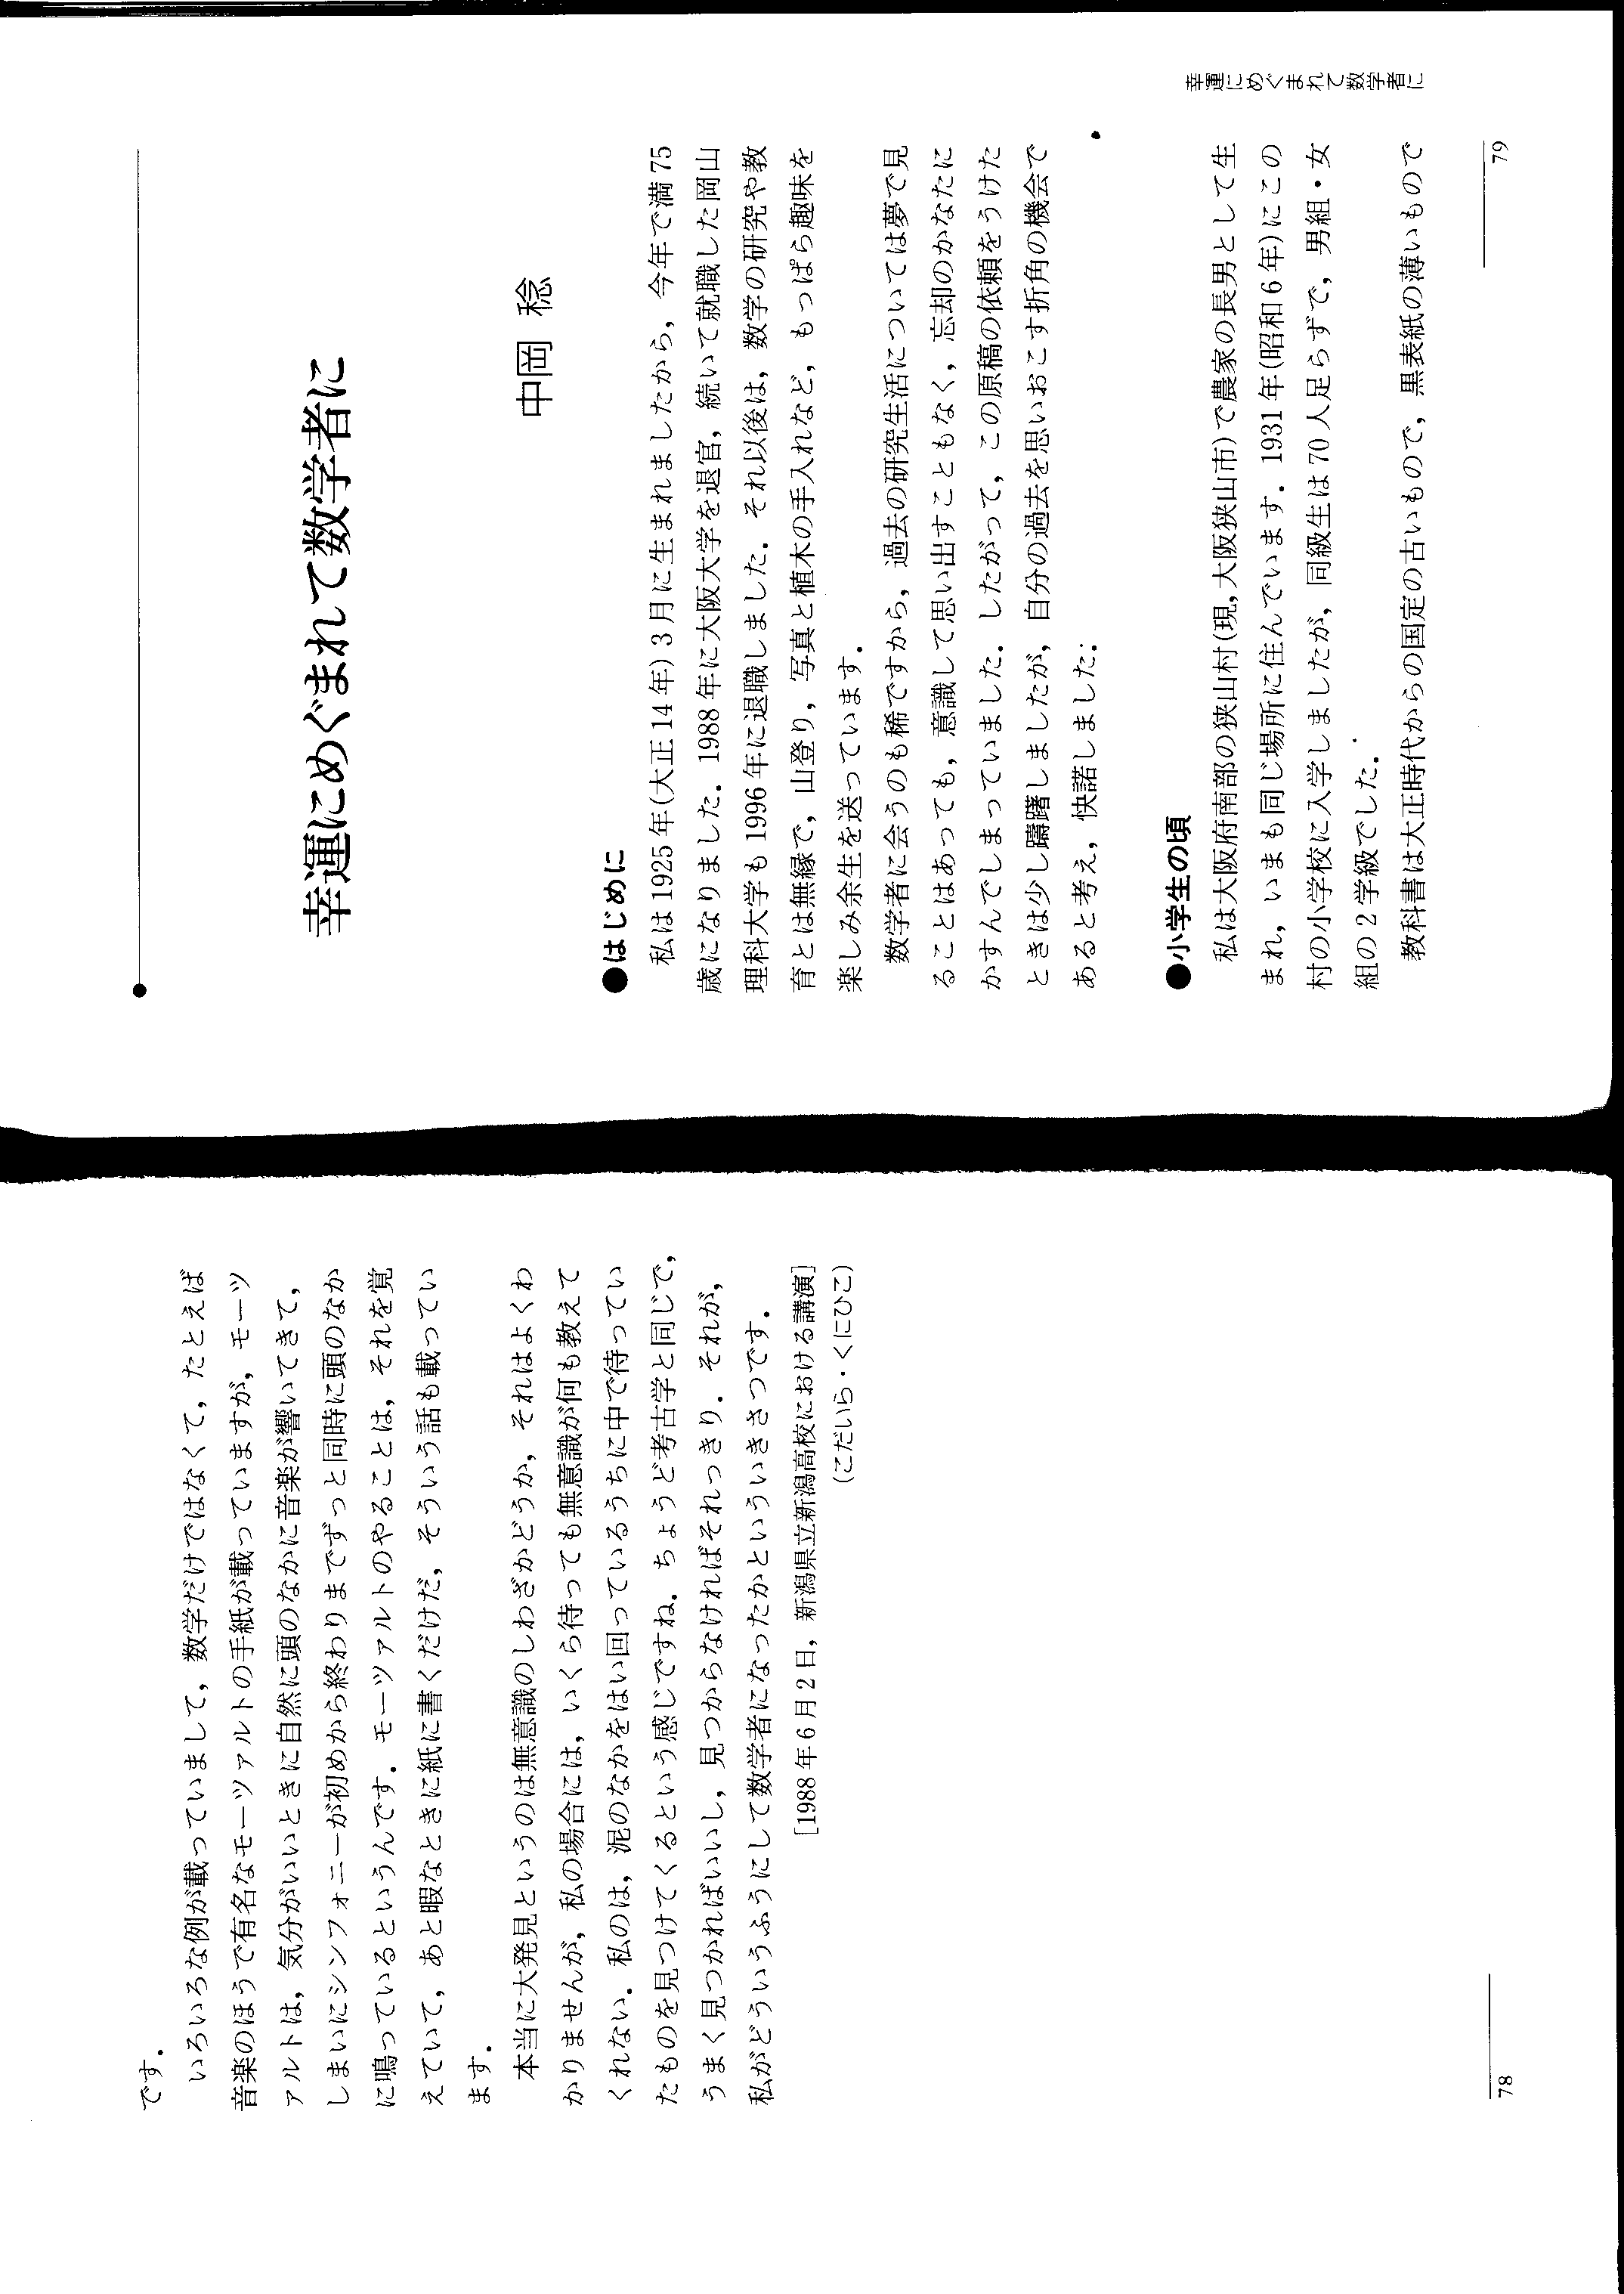 です．
いろいろな例が載っていまして，数学だけではなくて，たとえば
音楽のほうで有名なモーツァルトの手紙が載っていますが，モーツ
ァルトは，気分がいいときに自然に頭のなかに音楽が響いてきて，
しまいにシンフォニーが初めから終わりまでずっと同時に頭のなか
に鳴っているというんです．モーツァルトのやることは，それを覚
えていて，あと暇なときに紙に書くだけだ，そういう話も載ってい
ます．
本当に大発見というのは無意識のしわざかどうか，それはよくわ
かりませんが，私の場合には，いくら待っても無意識が何も教えて
くれない．私のは，泥のなかをはい回っているうちに中で待ってい
たものを見つけてくるという感じですね．ちょうど考古学と同じで，
うまく見つかればいいし，見つからなければそれっきり．それが，
私がどういうふうにして数学者になったかといういきさつです．
［1988年6月2日，新潟県立新潟高校における講演］
（こだいら・くにひこ）
78
幸運にめぐまれて数学者に
中岡 稔
●はじめに
私は1925年(大正14年)3月に生まれましたから，今年で満75
歳になりました．1988年に大阪大学を退官，続いて就職した岡山
理科大学も1996年に退職しました．それ以後は，数学の研究や教
育とは無縁で，山登り，写真と植木の手入れなど，もっぱら趣味を
楽しみ余生を送っています．
数学者に会うのも稀ですから，過去の研究生活については夢で見
ることはあっても，意識して思い出すこともなく，忘却のかなたに
かすんでしまっていました．したがって，この原稿の依頼をうけた
ときは少し躊躇しましたが，自分の過去を思いおこす折角の機会で
あると考え，快諾しました．
●小学生の頃
私は大阪府南部の狭山村(現，大阪狭山市)で農家の長男として生
まれ，いまも同じ場所に住んでいます．1931年(昭和6年)にこの
村の小学校に入学しましたが，同級生は70人足らずで，男組・女
組の2学級でした．
教科書は大正時代からの国定の古いもので，黒表紙の薄いもので
幸運にめぐまれて数学者に
79